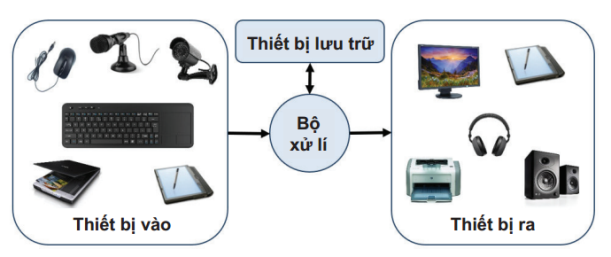 Thiết bị lưu trữ
Bộ
xử lí
Thiết bị vào
Thiết bị ra